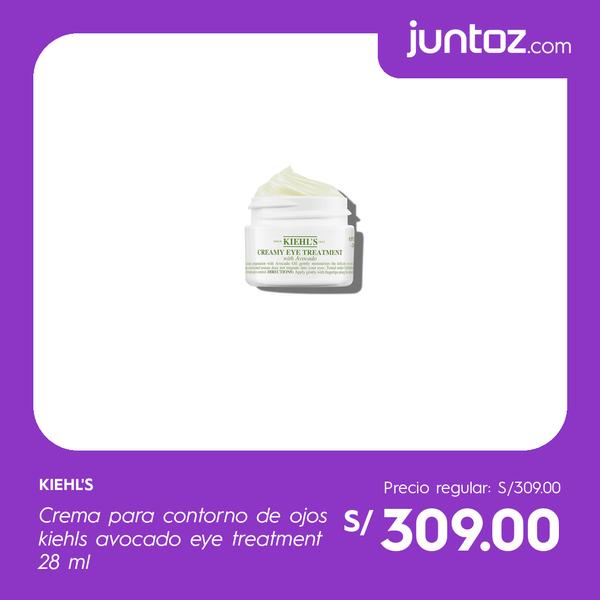 juntoz.com
KIEHL'S
CREAMY EYE TREATMENT
with Avocado
KIEHL'S
Crema para contorno de ojos
kiehls avocado eye treatment
28 ml
Precio regular: S/309.00
S/309.00